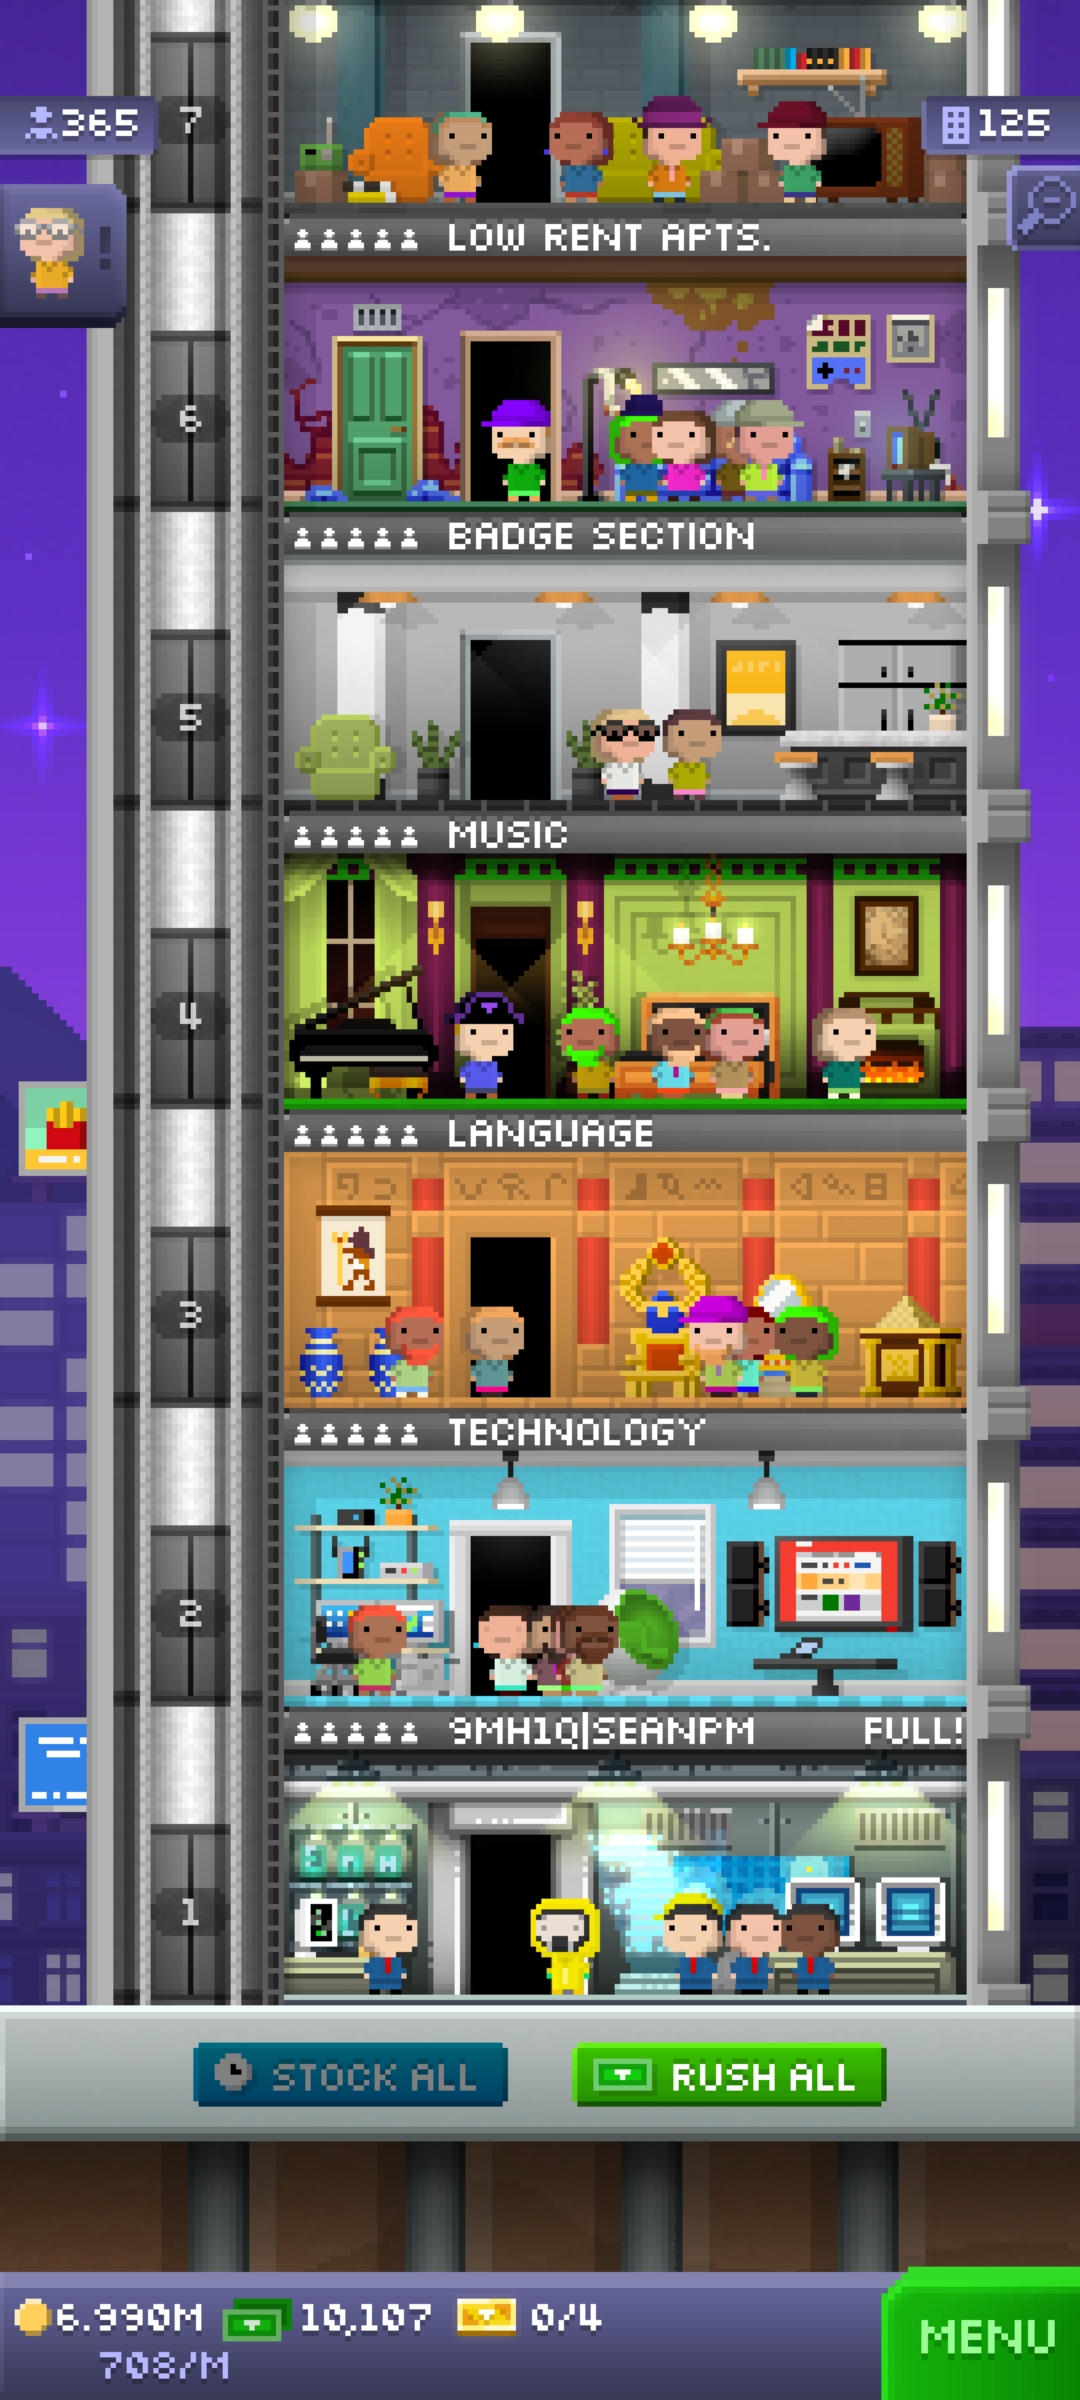 365
7
125
!
LOW RENT APTS.
6
BADGE SECTION
5
MUSIC
4
LANGUAGE
3
TECHNOLOGY
2
9MH1Q|SEANPM FULL!
1
STOCK ALL
RUSH ALL
6.990M 10,107 0/4
708/M
MENU